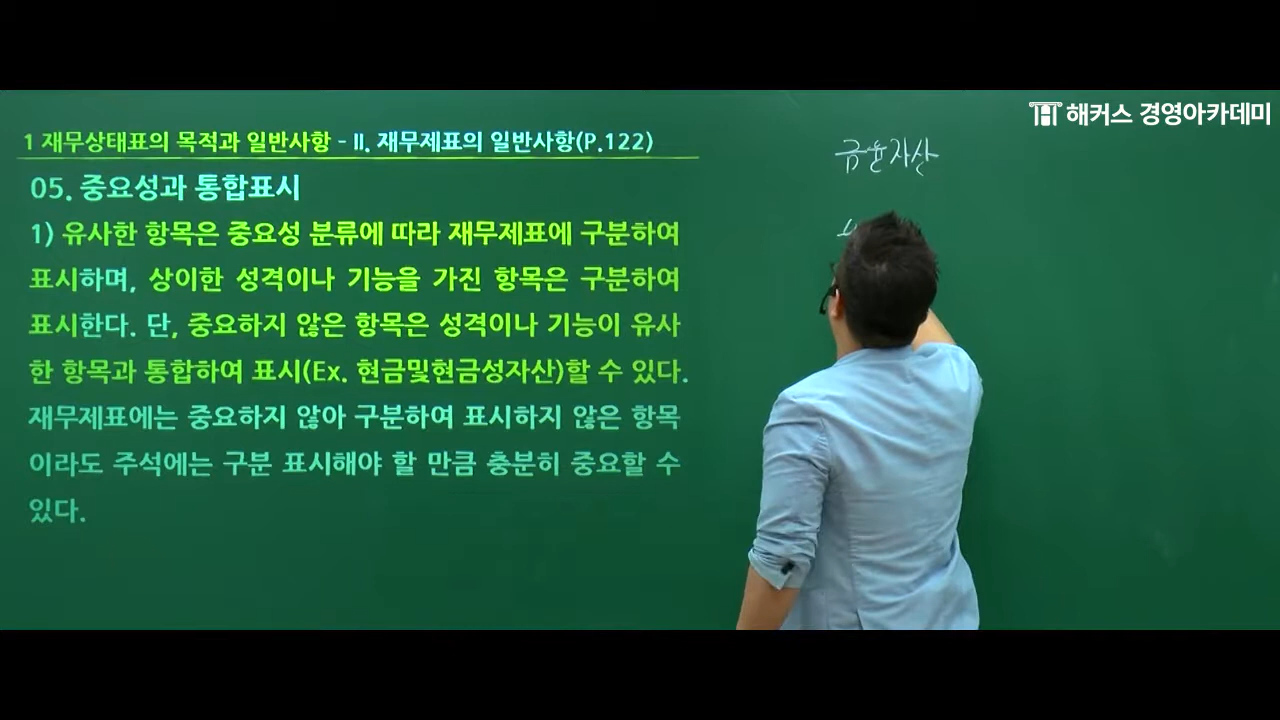 해커스 경영아카데미
1 재무상태표의 목적과 일반사항 - II. 재무제표의 일반사항(P.122)
05. 중요성과 통합표시
1) 유사한 항목은 중요성 분류에 따라 재무제표에 구분하여
표시하며, 상이한 성격이나 기능을 가진 항목은 구분하여
표시한다. 단, 중요하지 않은 항목은 성격이나 기능이 유사
한 항목과 통합하여 표시(Ex. 현금및현금성자산)할 수 있다.
재무제표에는 중요하지 않아 구분하여 표시하지 않은 항목
이라도 주석에는 구분 표시해야 할 만큼 충분히 중요할 수
있다.
금융자산